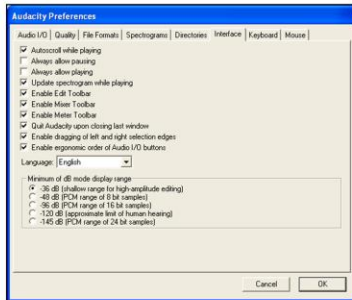 Audacity Preferences
Audio I/O Quality File Formats Spectrograms Directories Interface Keyboard Mouse
Autoscroll while playing
Always allow pausing
Always allow playing
Update spectrogram while playing
Enable Edit Toolbar
Enable Mixer Toolbar
Enable Meter Toolbar
Quit Audacity upon closing last window
Enable dragging of left and right selection edges
Enable ergonomic order of Audio I/O buttons
Language: English
Minimum of dB mode display range
-36 dB (shallow range for high-amplitude editing)
-48 dB (PCM range of 8 bit samples)
-96 dB (PCM range of 16 bit samples)
-120 dB (approximate limit of human hearing)
-145 dB (PCM range of 24 bit samples)
Cancel OK